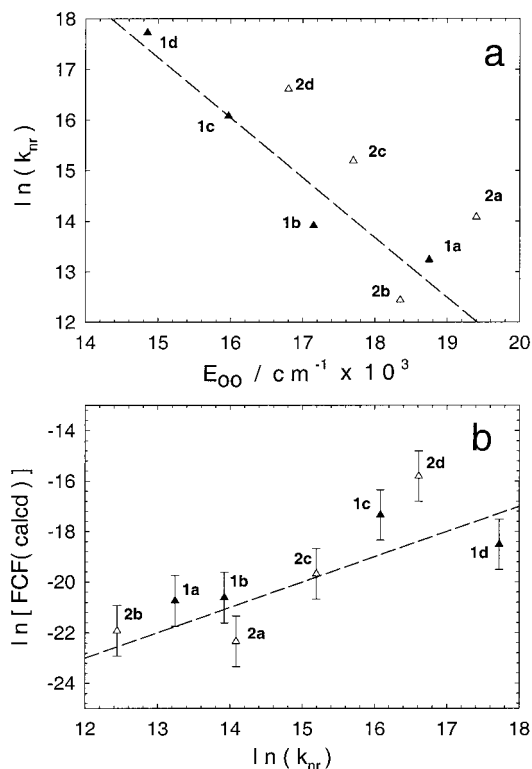 18
17
16
15
14
13
12
ln(k_nr)
a
1d
2d
1c
2c
2a
1b
1a
2b
14 15 16 17 18 19 20
E_00 / cm^-1 x 10^3
-14
-16
-18
-20
-22
-24
ln[FCF(calcd)]
b
2d
1c
1d
2c
1a
1b
2b
2a
12 13 14 15 16 17 18
ln(k_nr)